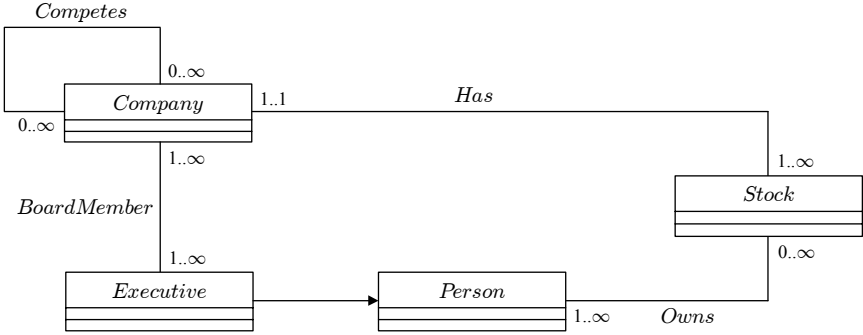 Competes
0..∞
Company
1..1
Has
0..∞
1..∞
1..∞
Stock
BoardMember
1..∞
0..∞
Executive
Person
1..∞
Owns